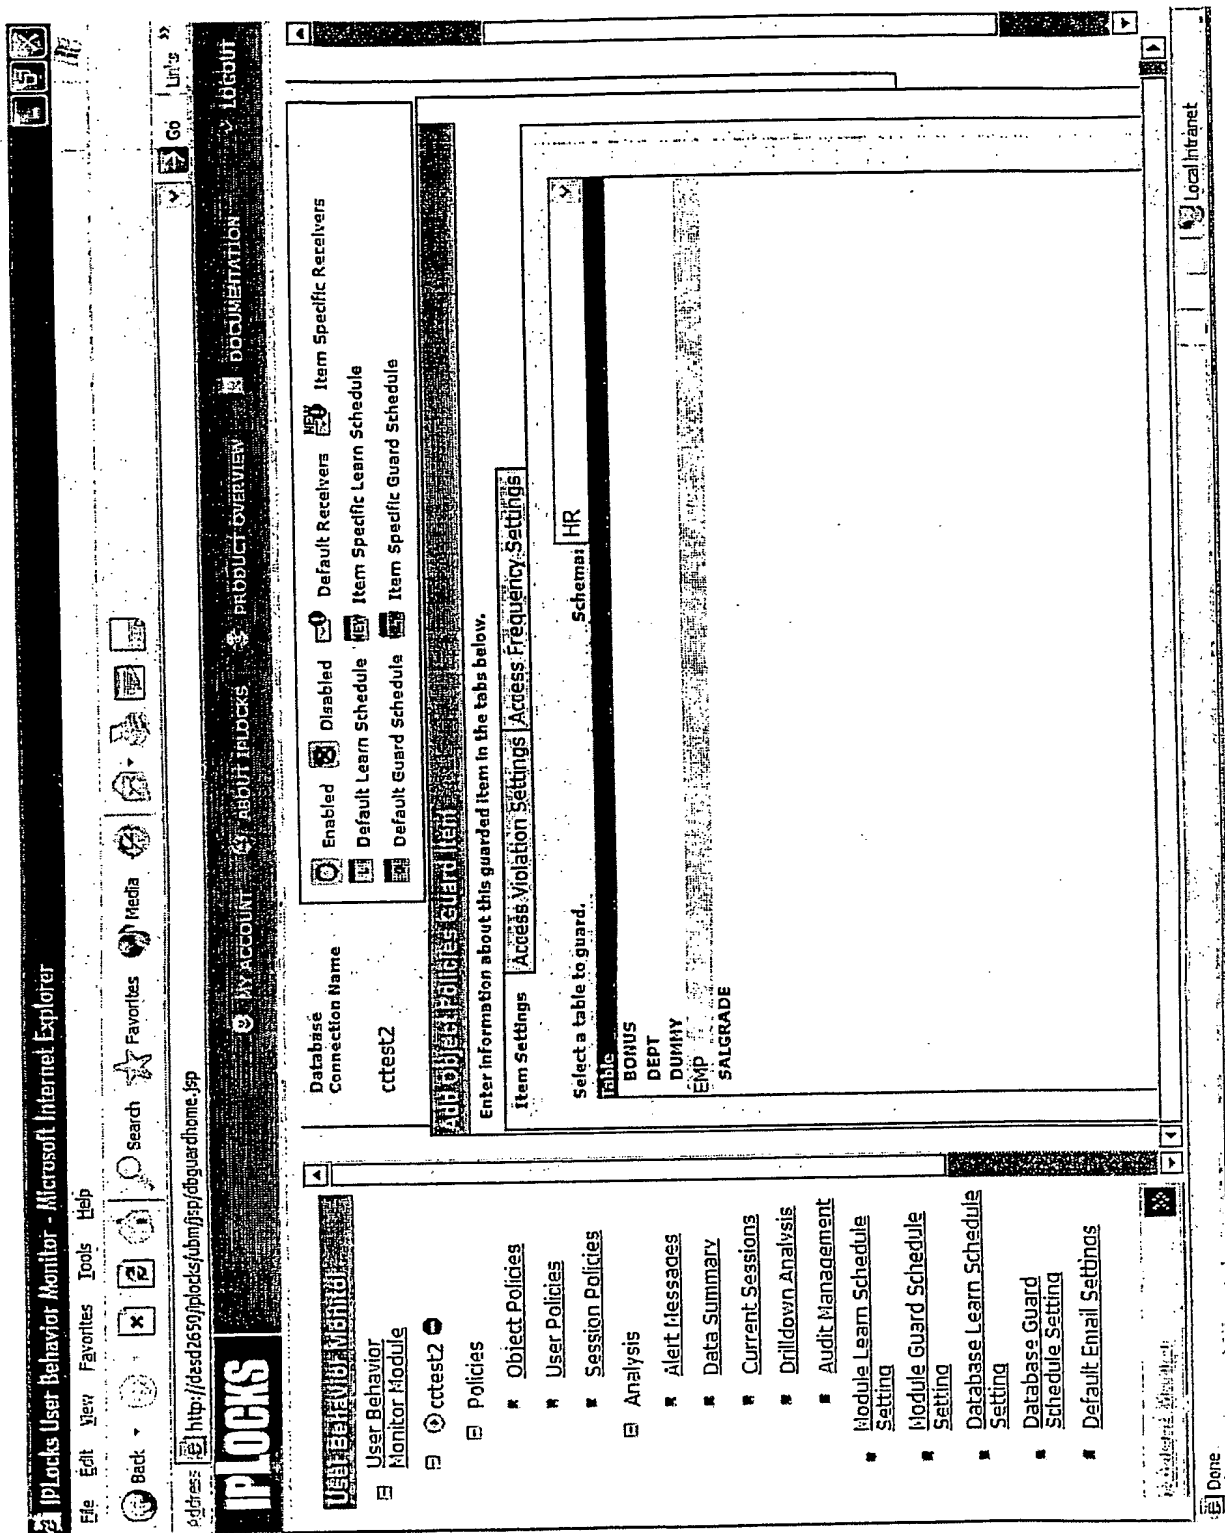 IPLocks User Behavior Monitor - Microsoft Internet Explorer
File Edit View Favorites Tools Help
Back Search Favorites Media
Address http://desd2650/iplocks/ubm/jsp/dbguardhome.jsp Go Links »
IPLOCKS
MY ACCOUNT ABOUT IPLOCKS PRODUCT OVERVIEW DOCUMENTATION LOGOUT
User Behavior Monitor
User Behavior
Monitor Module
cctest2
Policies
Object Policies
User Policies
Session Policies
Analysis
Alert Messages
Data Summary
Current Sessions
Drilldown Analysis
Audit Management
Module Learn Schedule
Setting
Module Guard Schedule
Setting
Database Learn Schedule
Setting
Database Guard
Schedule Setting
Default Email Settings
Database
Connection Name
cctest2
Enabled Disabled Default Receivers NEW Item Specific Receivers
Default Learn Schedule NEW Item Specific Learn Schedule
Default Guard Schedule NEW Item Specific Guard Schedule
Add Object Policies Guard Item
Enter information about this guarded item in the tabs below.
Item Settings Access Violation Settings Access Frequency Settings
Select a table to guard. Schema: HR
Table
BONUS
DEPT
DUMMY
EMP
SALGRADE
Done Local intranet